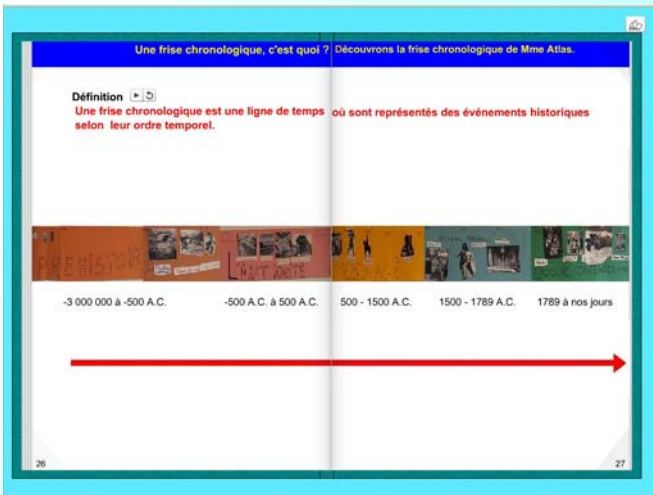 Une frise chronologique, c'est quoi ? Découvrons la frise chronologique de Mme Atlas.
Définition
Une frise chronologique est une ligne de temps où sont représentés des événements historiques
selon leur ordre temporel.
PREHISTOIRE
L'ANTIQUITÉ
-3 000 000 à -500 A.C. -500 A.C. à 500 A.C. 500 - 1500 A.C. 1500 - 1789 A.C. 1789 à nos jours
26 27